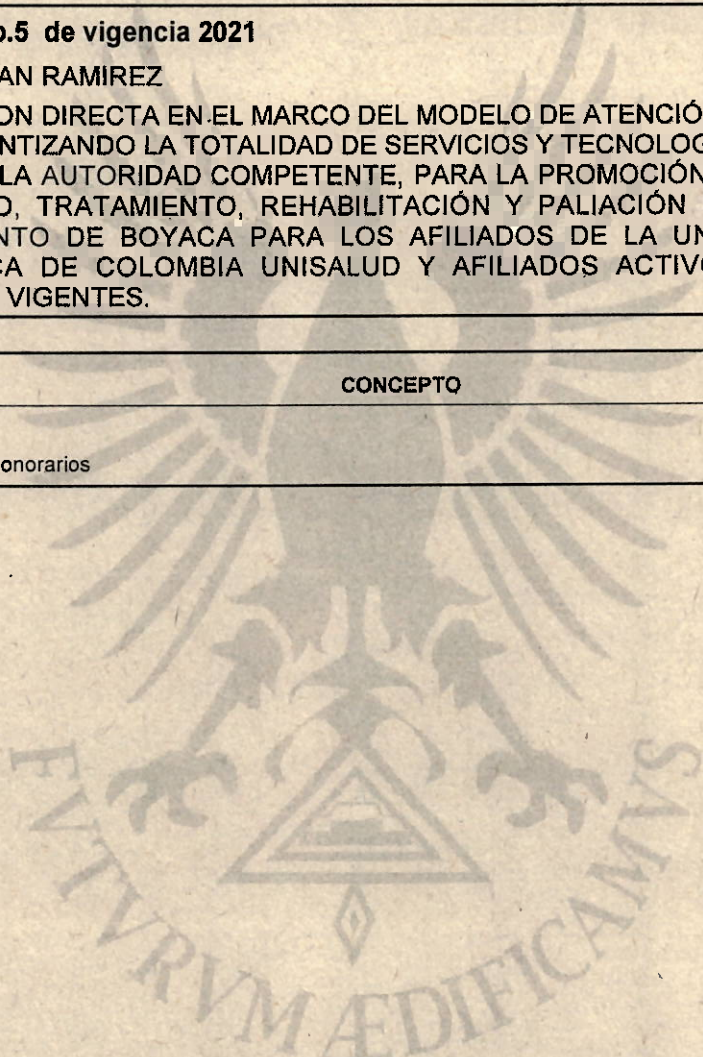 o.5 de vigencia 2021
AN RAMIREZ
ON DIRECTA EN EL MARCO DEL MODELO DE ATENCIÓ
NTIZANDO LA TOTALIDAD DE SERVICIOS Y TECNOLOG
LA AUTORIDAD COMPETENTE, PARA LA PROMOCIÓN
O, TRATAMIENTO, REHABILITACIÓN Y PALIACIÓN
NTO DE BOYACA PARA LOS AFILIADOS DE LA UN
CA DE COLOMBIA UNISALUD Y AFILIADOS ACTIV
VIGENTES.
CONCEPTO
onorarios
FVTVRVM ÆDIFICAMVS